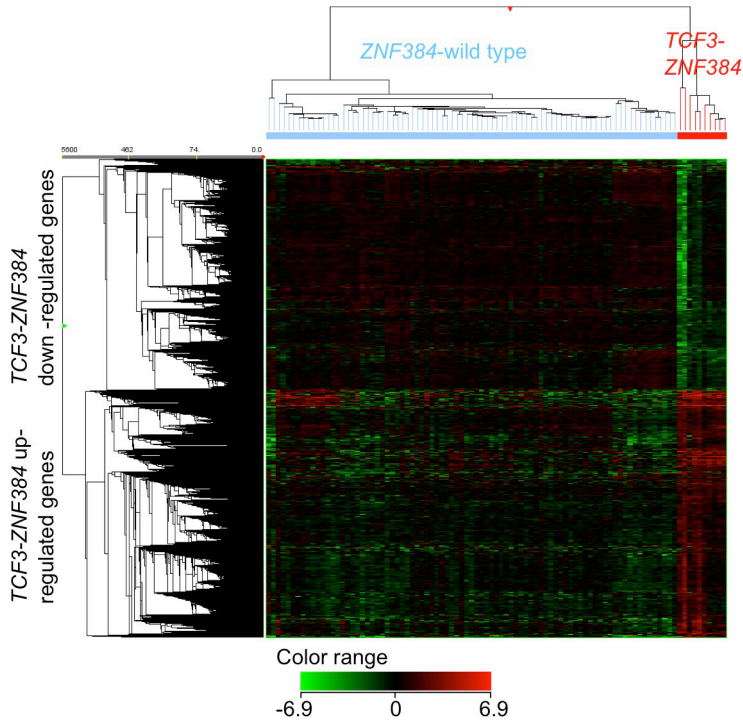 ZNF384-wild type
TCF3-
ZNF384
5600 462 74. 0.0
TCF3-ZNF384
down -regulated genes
TCF3-ZNF384 up-
regulated genes
Color range
-6.9 0 6.9